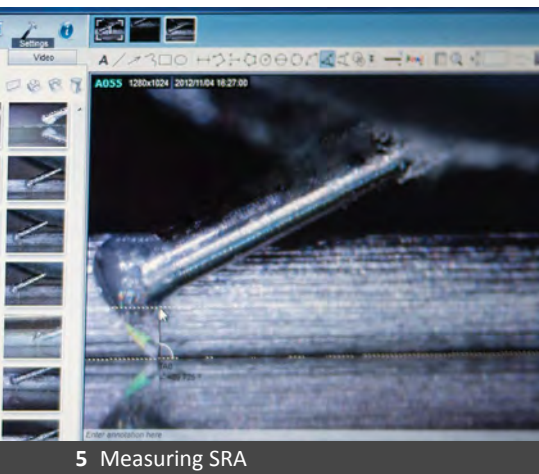 Settings
Video
A055 1280x1024 2012/11/04 16:27:00
Enter annotation here
5 Measuring SRA